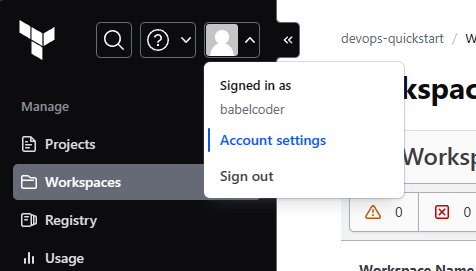 devops-quickstart / W
Signed in as
babelcoder
Account settings
Sign out
Manage
Projects
Workspaces
Registry
Usage
kspac
Worksp
0
0
Workspace Name